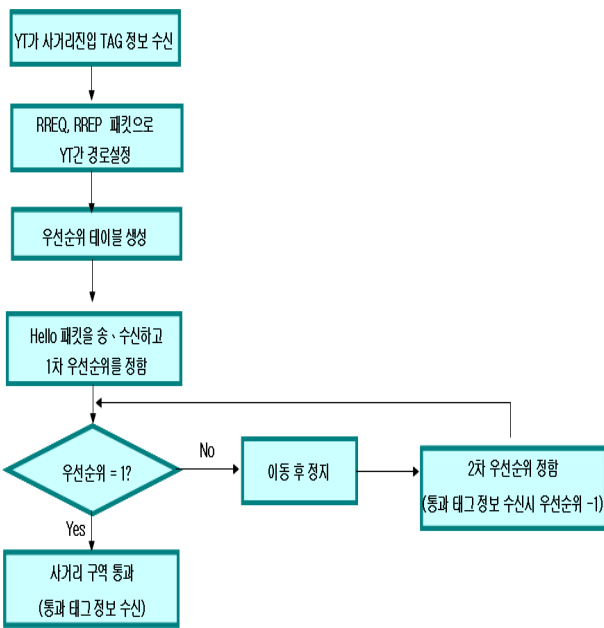 YT가 사거리진입 TAG 정보 수신
RREQ, RREP 패킷으로
YT간 경로설정
우선순위 테이블 생성
Hello 패킷을 송、수신하고
1차 우선순위를 정함
우선순위 = 1?
No
이동 후 정지
2차 우선순위 정함
(통과 태그 정보 수신시 우선순위 -1)
Yes
사거리 구역 통과
(통과 태그 정보 수신)